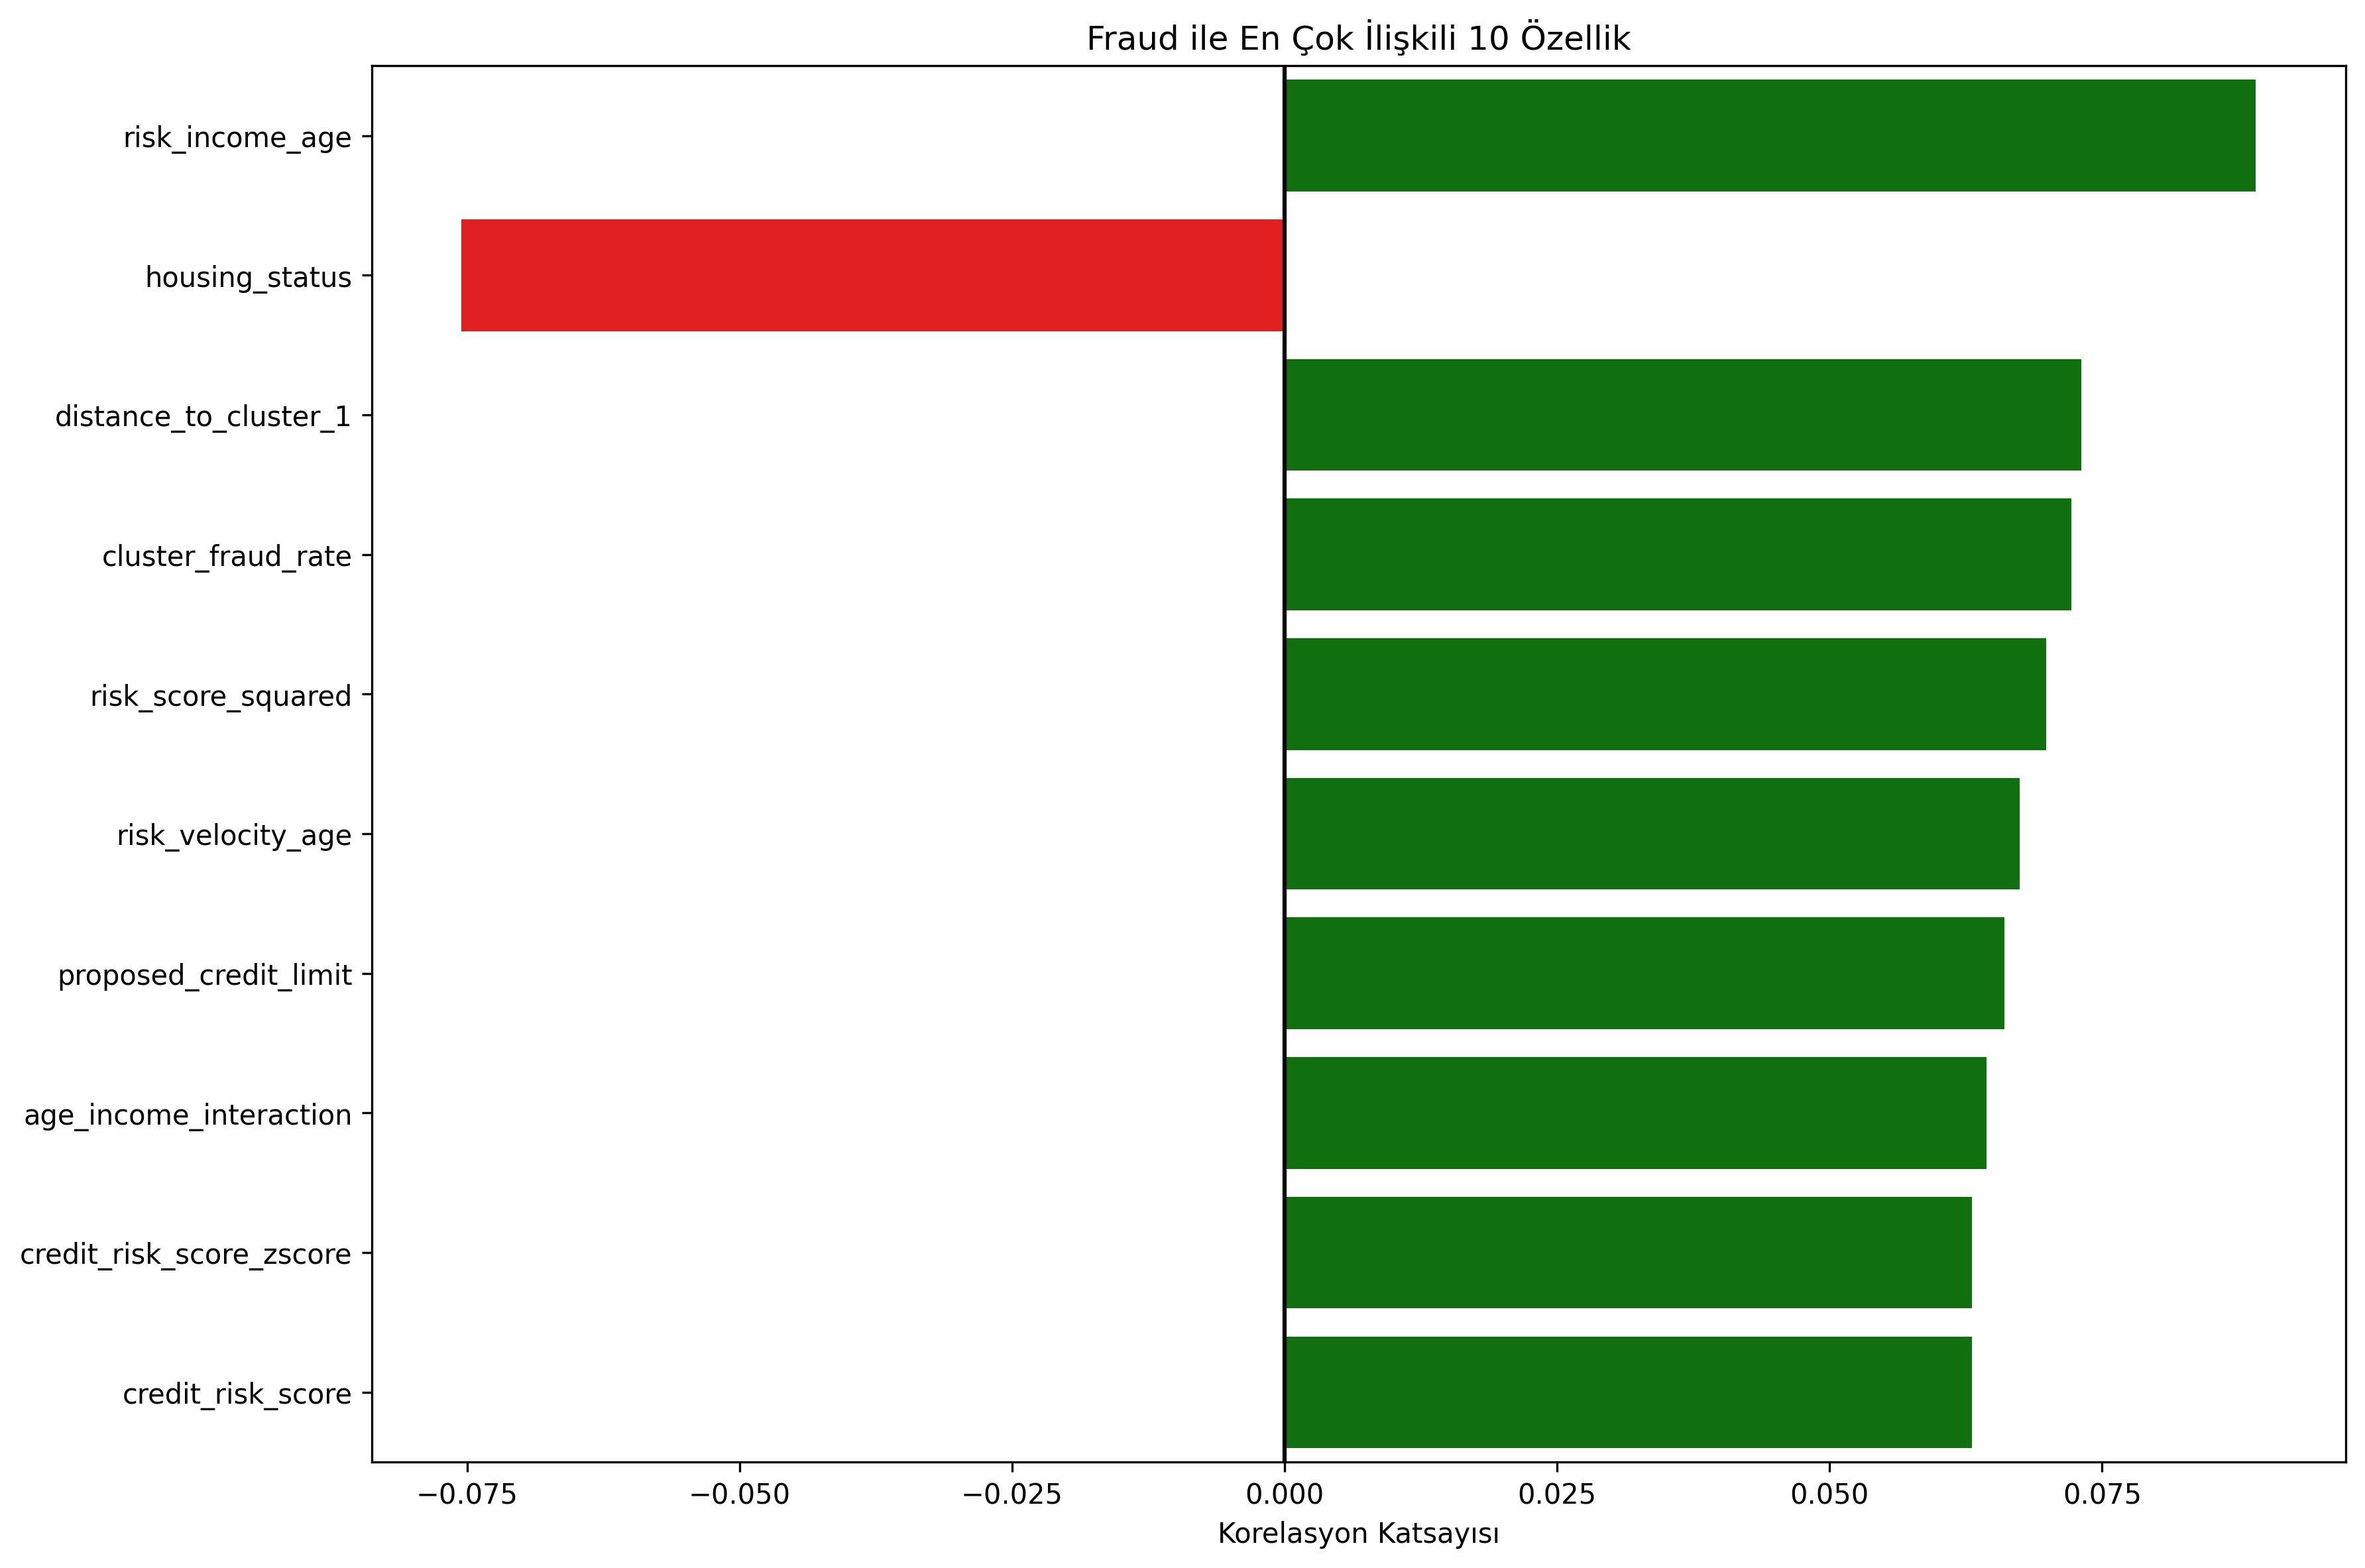 Fraud ile En Çok İlişkili 10 Özellik
risk_income_age
housing_status
distance_to_cluster_1
cluster_fraud_rate
risk_score_squared
risk_velocity_age
proposed_credit_limit
age_income_interaction
credit_risk_score_zscore
credit_risk_score
−0.075 −0.050 −0.025 0.000 0.025 0.050 0.075
Korelasyon Katsayısı